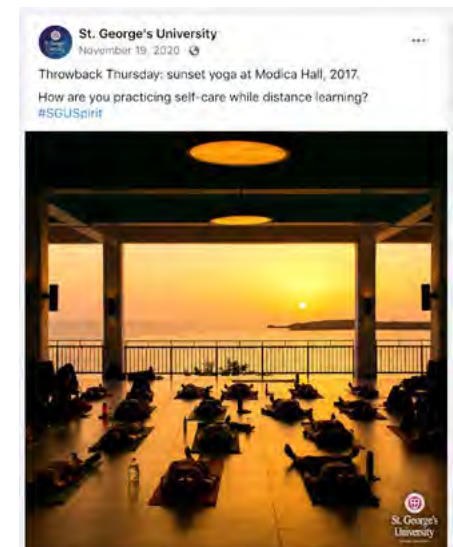 St. George's University
November 19, 2020
Throwback Thursday: sunset yoga at Modica Hall, 2017.
How are you practicing self-care while distance learning?
#SGUSpirit
St. George's
University